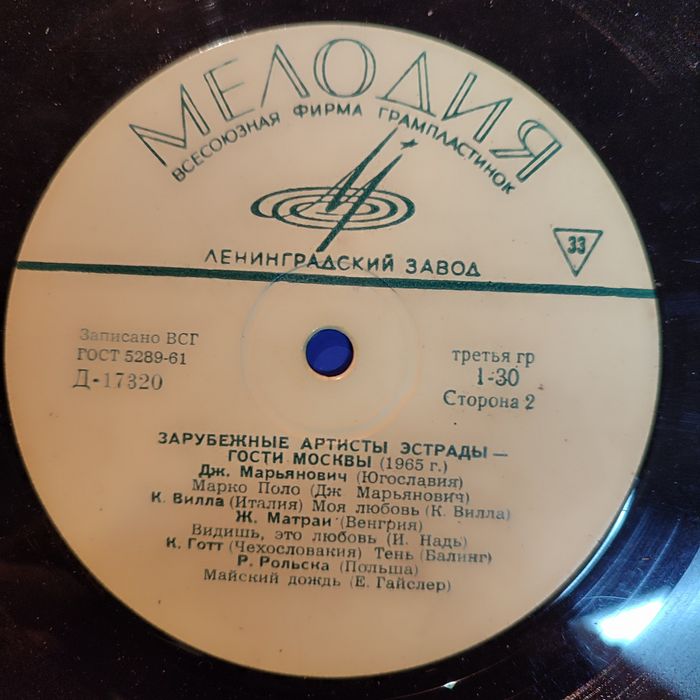 МЕЛОДИЯ
ВСЕСОЮЗНАЯ ФИРМА ГРАМПЛАСТИНОК
33
ЛЕНИНГРАДСКИЙ ЗАВОД
Записано ВСГ
ГОСТ 5289-61
Д-17320
третья гр
1-30
Сторона 2
ЗАРУБЕЖНЫЕ АРТИСТЫ ЭСТРАДЫ —
ГОСТИ МОСКВЫ (1965 г.)
Дж. Марьянович (Югославия)
Марко Поло (Дж. Марьянович)
К. Вилла (Италия) Моя любовь (К. Вилла)
Ж. Матраи (Венгрия)
Видишь, это любовь (И. Надь)
К. Готт (Чехословакия) Тень (Балинг)
Р. Рольска (Польша)
Майский дождь (Е. Гайслер)